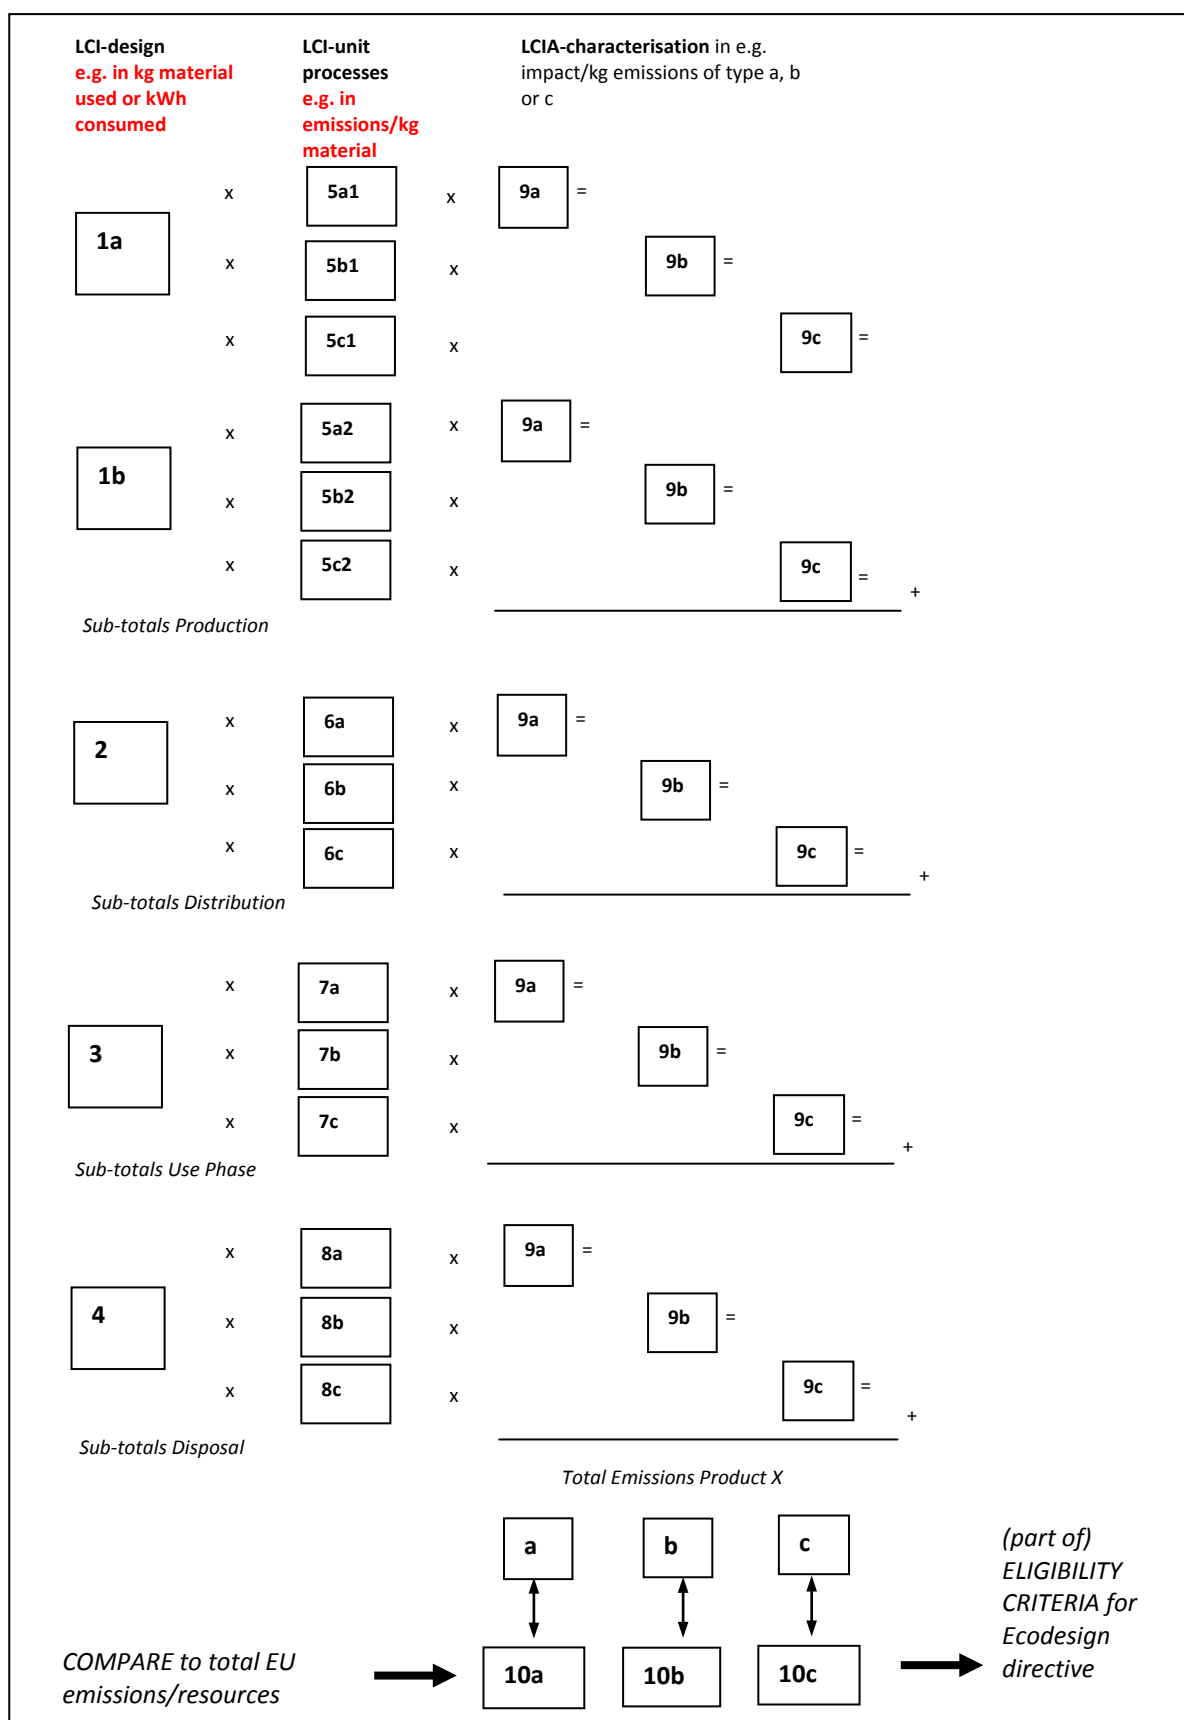 LCI-design
e.g. in kg material
used or kWh
consumed
LCI-unit
processes
e.g. in
emissions/kg
material
LCIA-characterisation in e.g.
impact/kg emissions of type a, b
or c
1a
x 5a1 x 9a =
x 5b1 x 9b =
x 5c1 x 9c =
1b
x 5a2 x 9a =
x 5b2 x 9b =
x 5c2 x 9c =
+
Sub-totals Production
2
x 6a x 9a =
x 6b x 9b =
x 6c x 9c =
+
Sub-totals Distribution
3
x 7a x 9a =
x 7b x 9b =
x 7c x 9c =
+
Sub-totals Use Phase
4
x 8a x 9a =
x 8b x 9b =
x 8c x 9c =
+
Sub-totals Disposal
Total Emissions Product X
a b c
COMPARE to total EU
emissions/resources
10a 10b 10c
(part of)
ELIGIBILITY
CRITERIA for
Ecodesign
directive